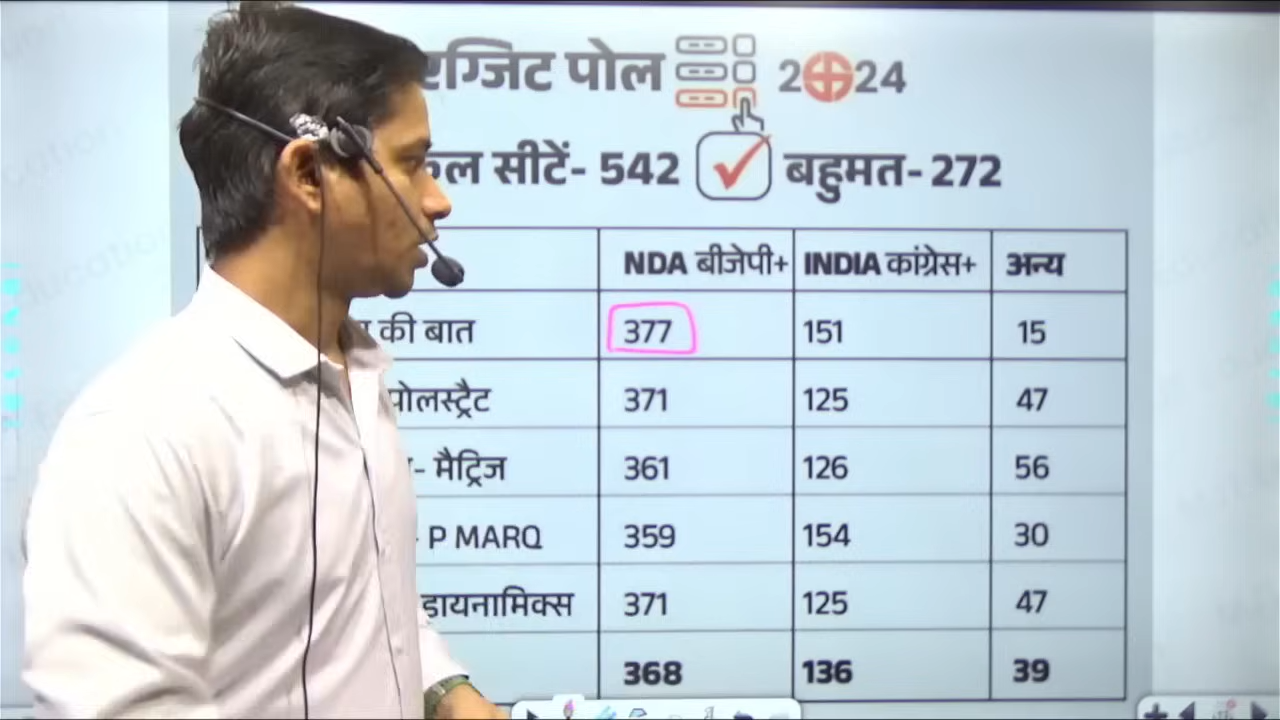 एग्जिट पोल 2024
कुल सीटें- 542 बहुमत- 272
NDA बीजेपी+ INDIA कांग्रेस+ अन्य
की बात 377 151 15
पोलस्ट्रैट 371 125 47
- मैट्रिज 361 126 56
- P MARQ 359 154 30
डायनामिक्स 371 125 47
368 136 39